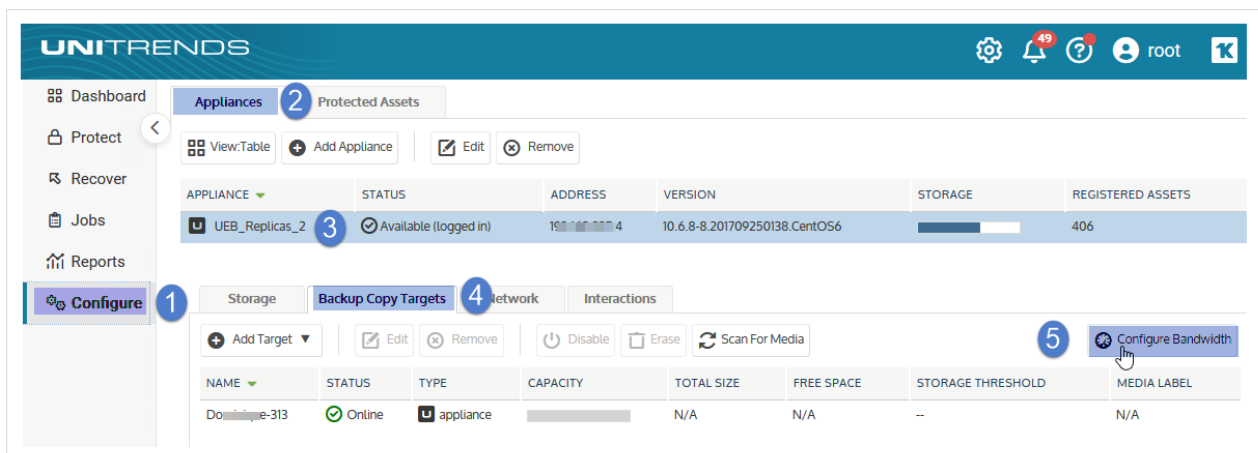 UNITRENDS
49
?
root
K
Dashboard
Protect
Recover
Jobs
Reports
Configure
1
Appliances
2
Protected Assets
View:Table
Add Appliance
Edit
Remove
APPLIANCE STATUS ADDRESS VERSION STORAGE REGISTERED ASSETS
U UEB_Replicas_2 3 Available (logged in) 4 10.6.8-8.201709250138.CentOS6 406
Storage
Backup Copy Targets
4
Network
Interactions
Add Target
Edit
Remove
Disable
Erase
Scan For Media
5
Configure Bandwidth
NAME STATUS TYPE CAPACITY TOTAL SIZE FREE SPACE STORAGE THRESHOLD MEDIA LABEL
Online U appliance N/A N/A -- N/A